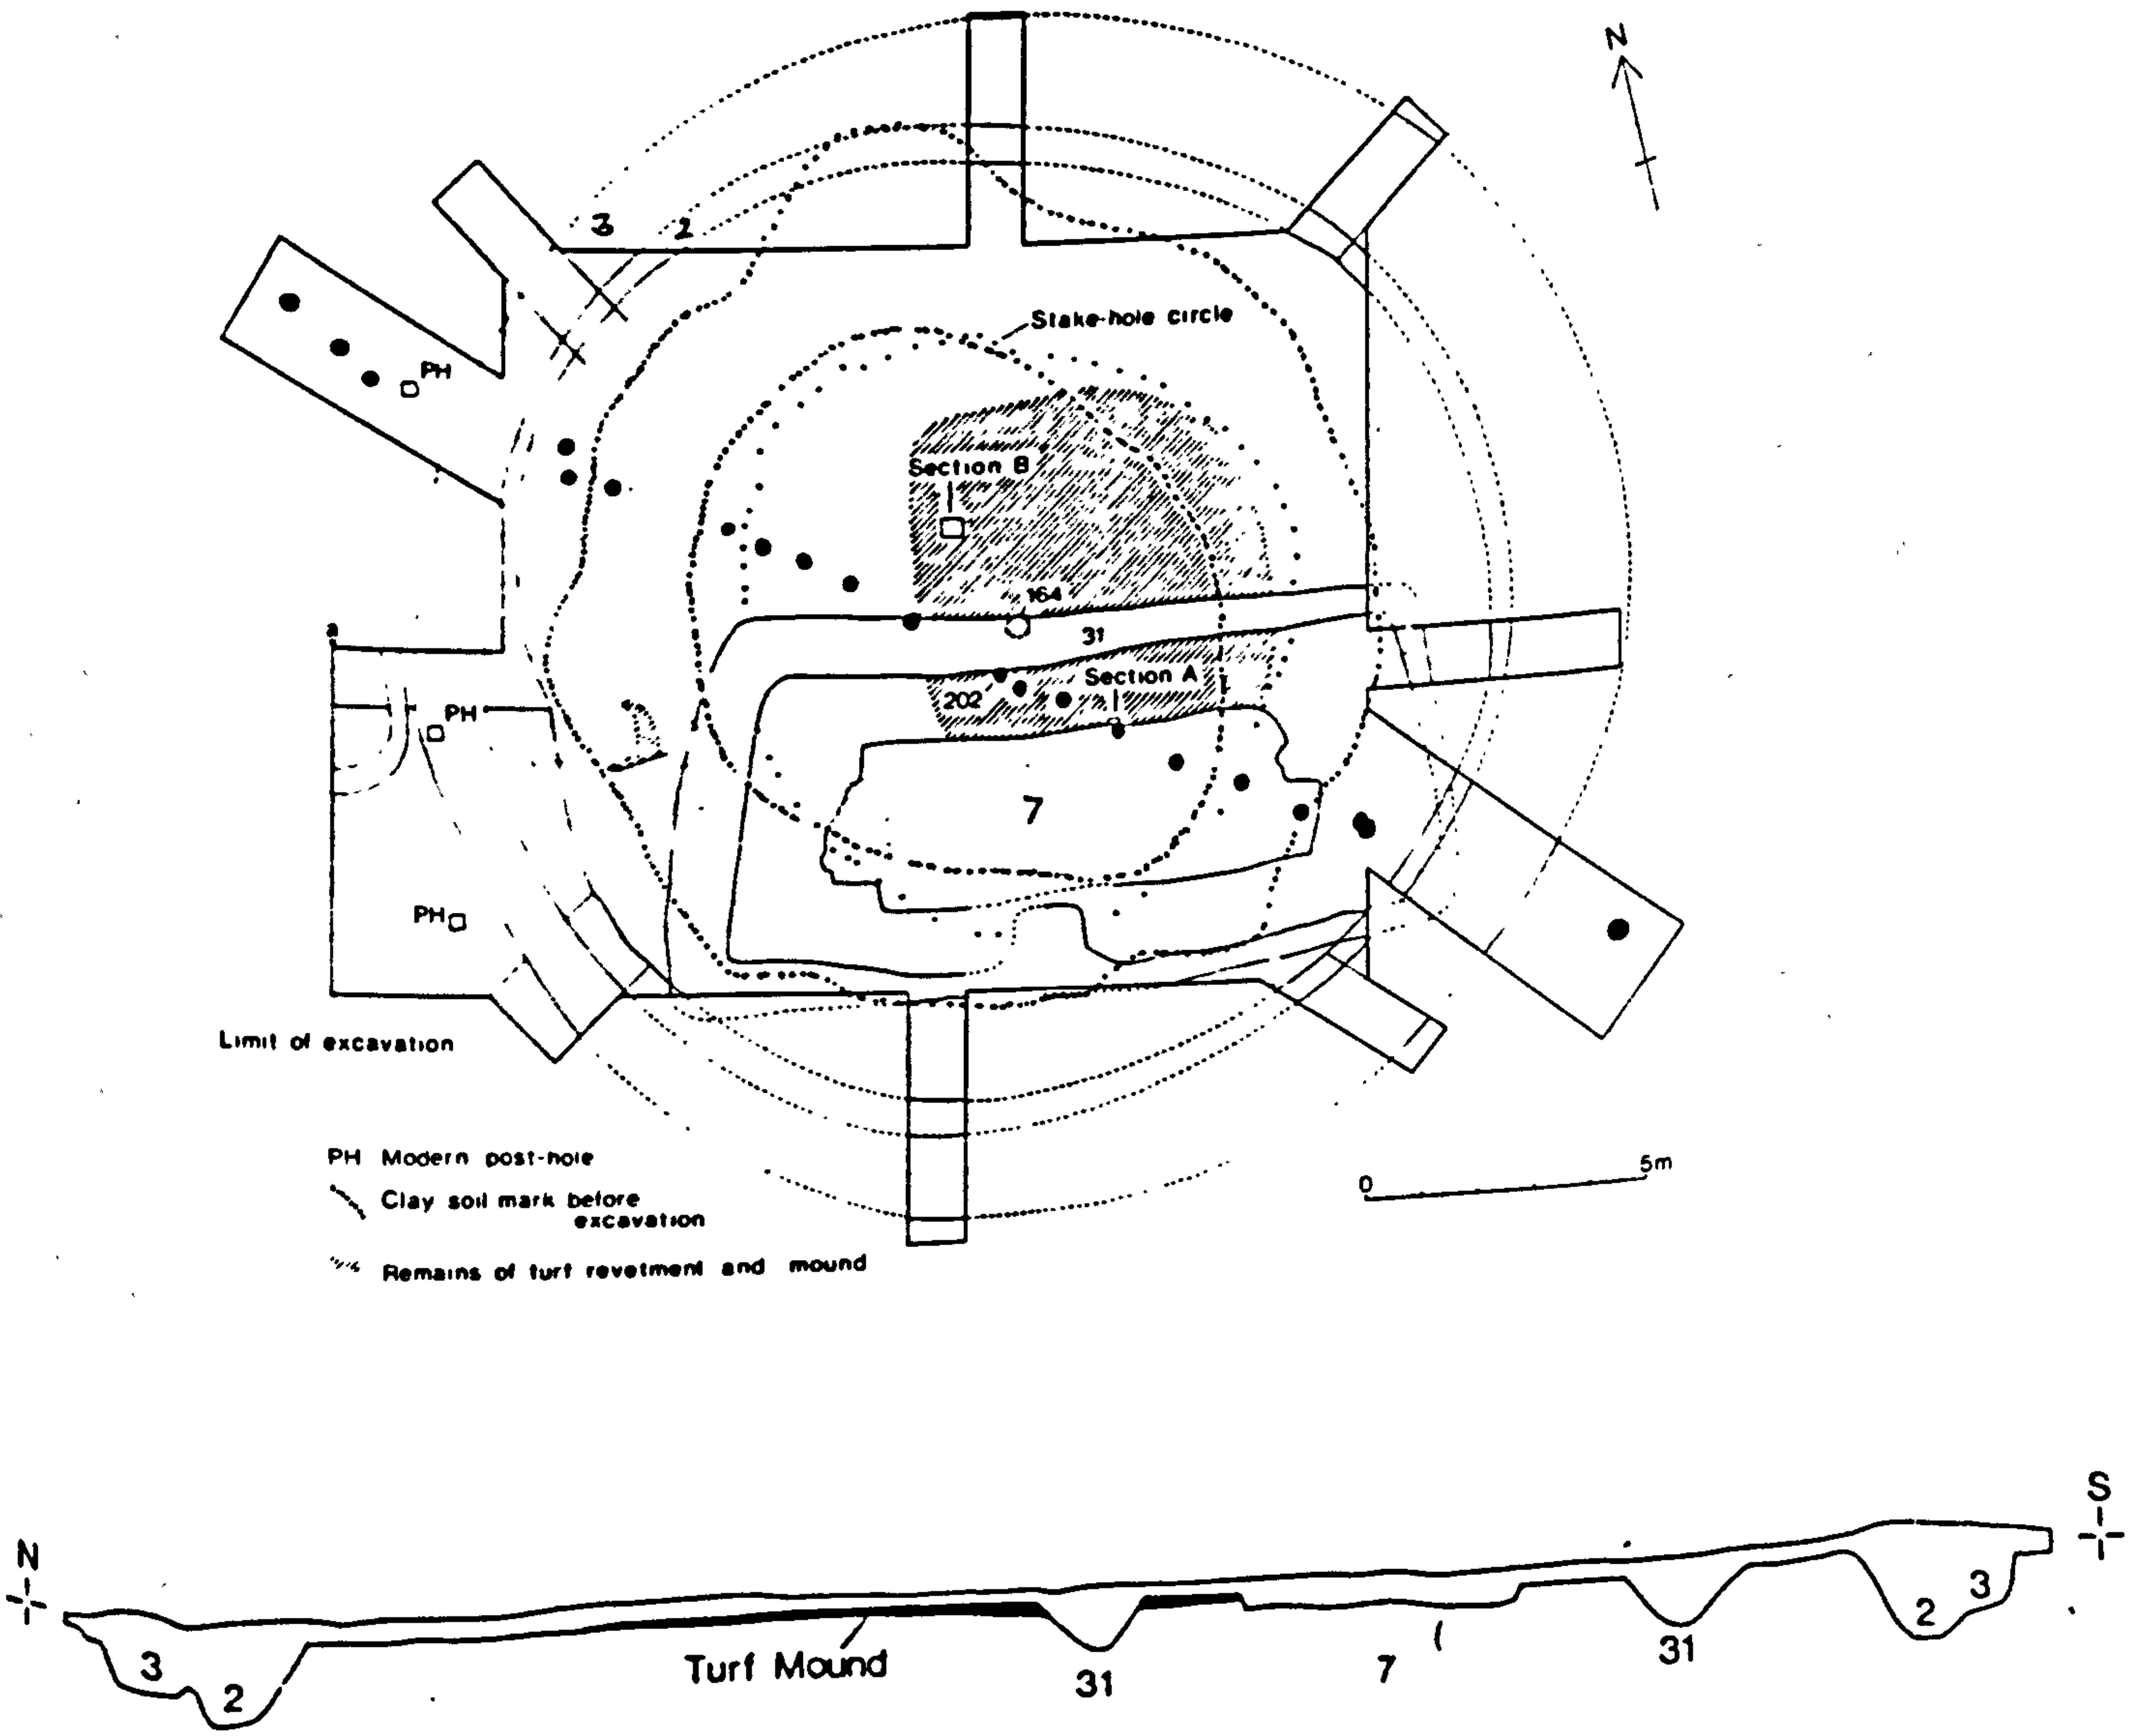 N
3 2
Stake-hole circle
PH
Section B
164
31
a
Section A
202
PH
7
PH
Limit of excavation
PH Modern post-hole
Clay soil mark before
excavation
Remains of turf revetment and mound
0 5m
N
S
3
2
Turf Mound
31
7
31
2
3